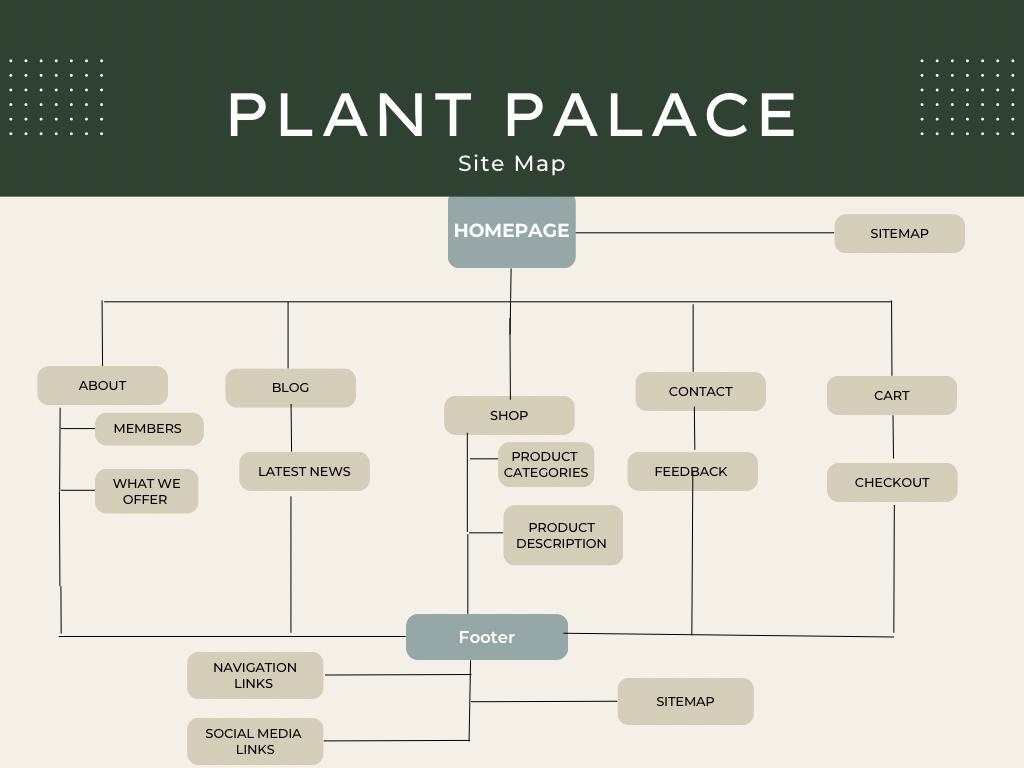 PLANT PALACE
Site Map
HOMEPAGE
SITEMAP
ABOUT
MEMBERS
WHAT WE
OFFER
BLOG
LATEST NEWS
SHOP
PRODUCT
CATEGORIES
PRODUCT
DESCRIPTION
CONTACT
FEEDBACK
CART
CHECKOUT
Footer
NAVIGATION
LINKS
SOCIAL MEDIA
LINKS
SITEMAP